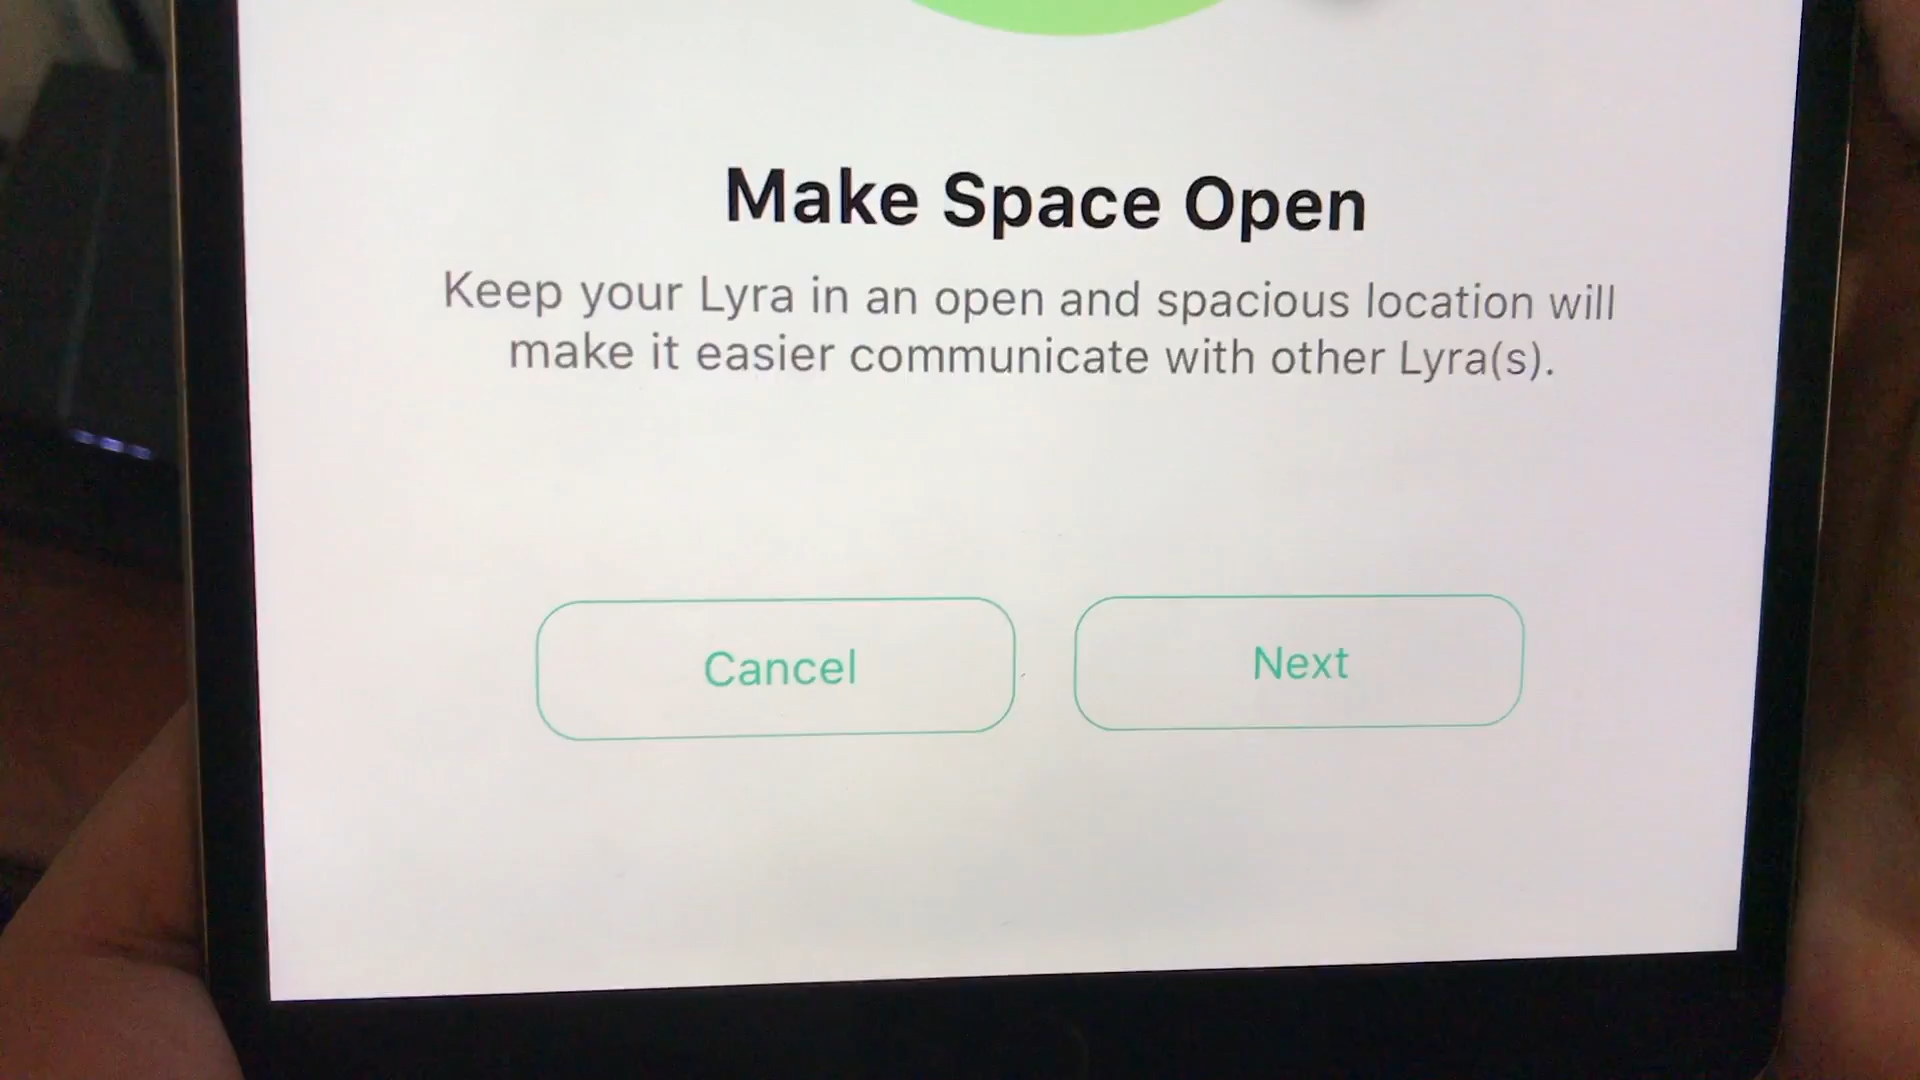 Make Space Open
Keep your Lyra in an open and spacious location will
make it easier communicate with other Lyra(s).
Cancel
Next